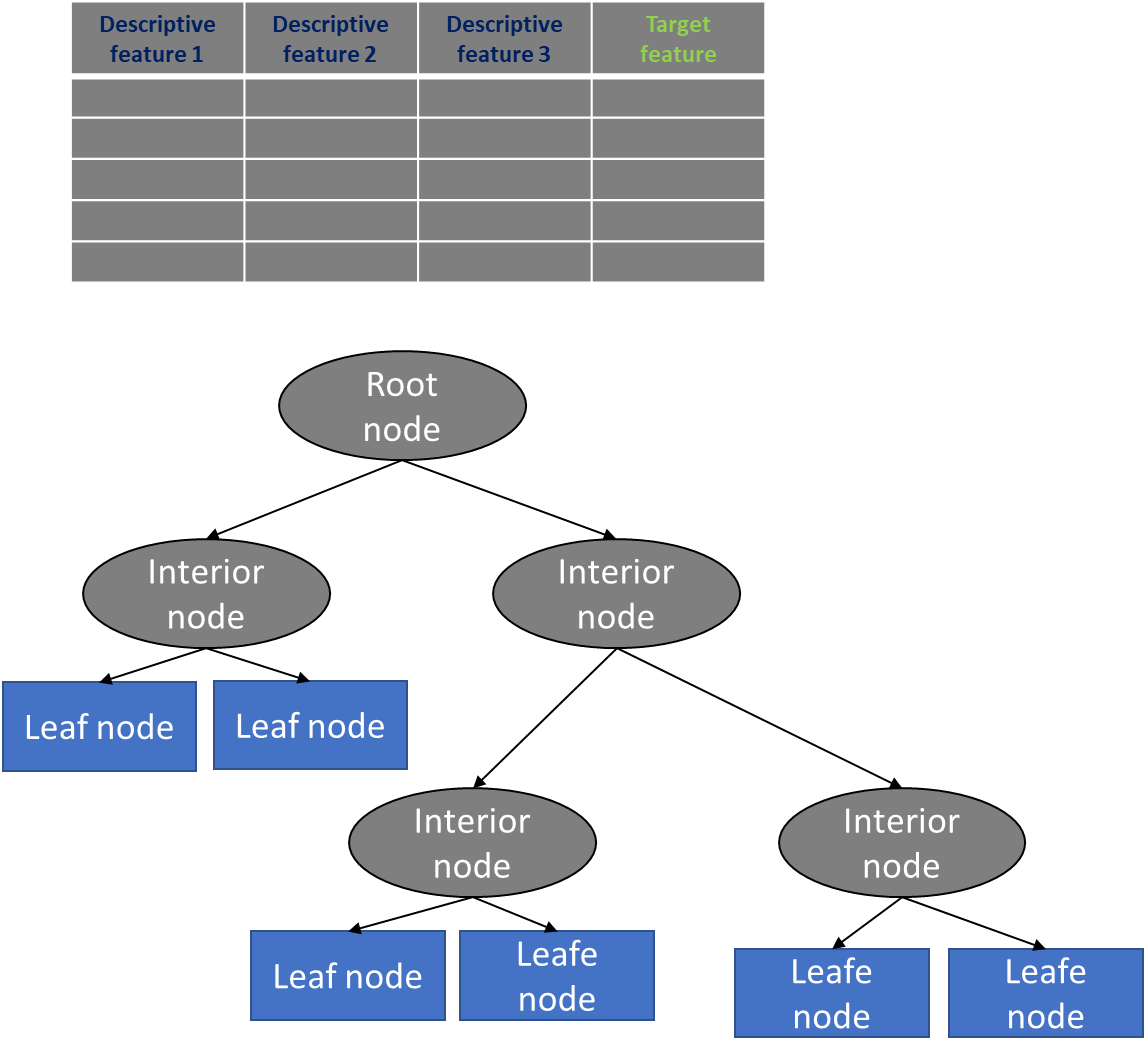 Descriptive
feature 1
Descriptive
feature 2
Descriptive
feature 3
Target
feature
Root
node
Interior
node
Interior
node
Leaf node
Leaf node
Interior
node
Interior
node
Leaf node
Leafe
node
Leafe
node
Leafe
node